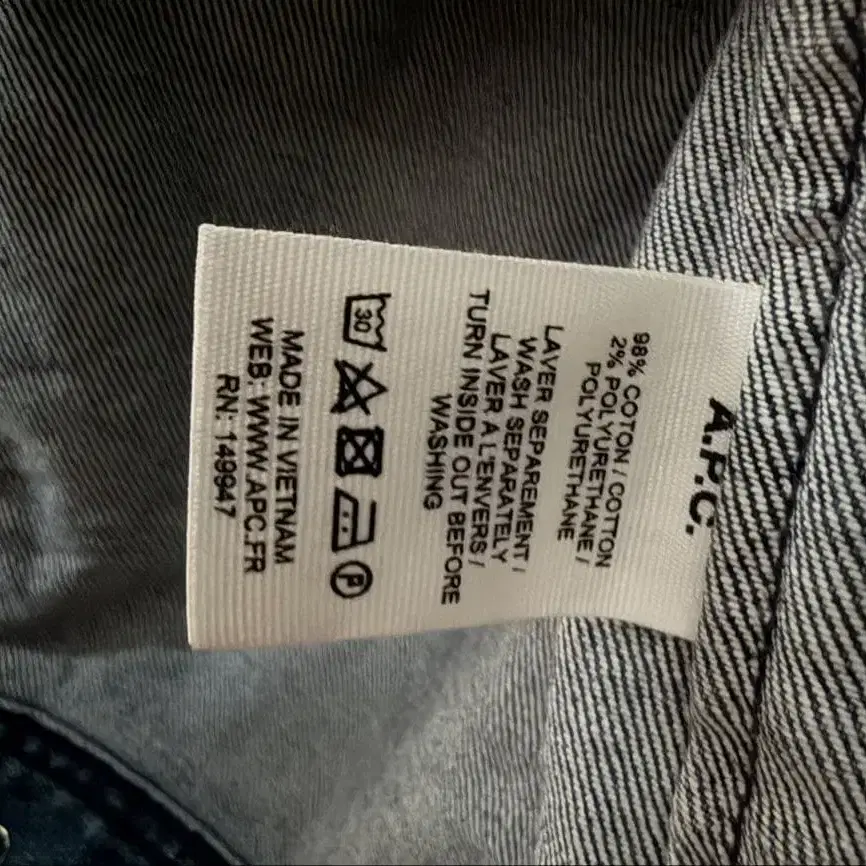 A.P.C.
98% COTON / COTTON
2% POLYURETHANE /
POLYURETHANE
LAVER SEPAREMENT /
WASH SEPARATELY
LAVER A L'ENVERS /
TURN INSIDE OUT BEFORE
WASHING
30
P
MADE IN VIETNAM
WEB: WWW.APC.FR
RN: 149947